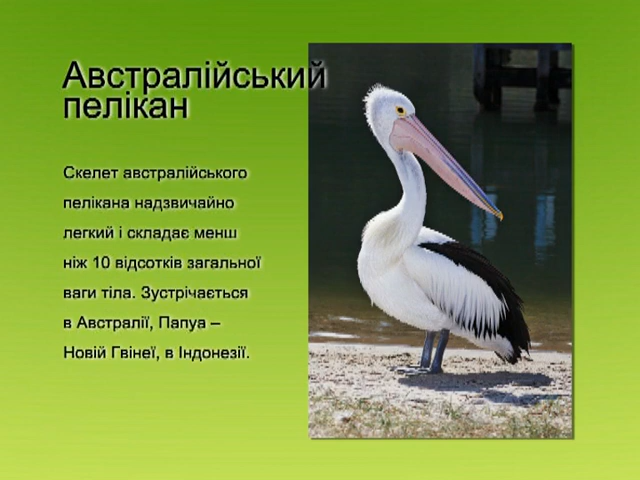 Австралійський
пелікан
Скелет австралійського
пелікана надзвичайно
легкий і складає менш
ніж 10 відсотків загальної
ваги тіла. Зустрічається
в Австралії, Папуа –
Новій Гвінеї, в Індонезії.